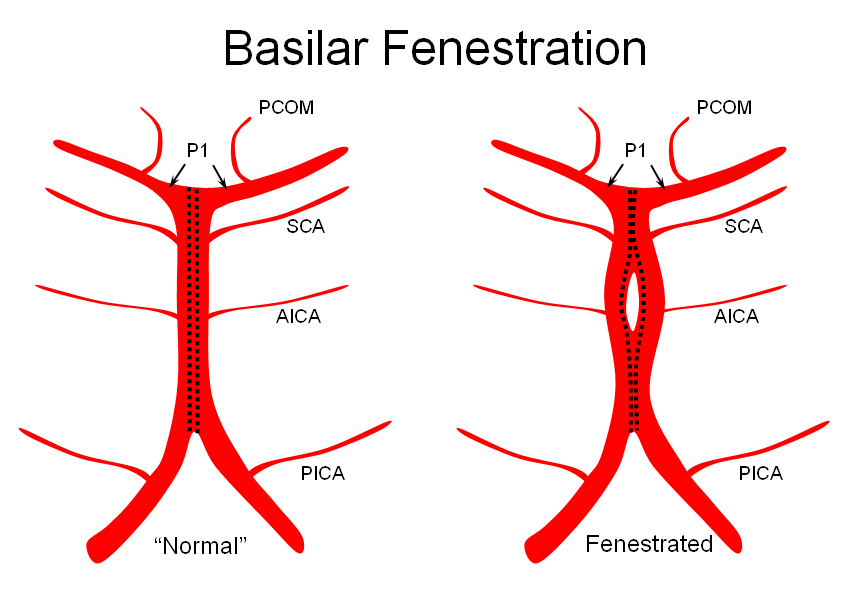 Basilar Fenestration
PCOM
P1
SCA
AICA
PICA
“Normal”
PCOM
P1
SCA
AICA
PICA
Fenestrated